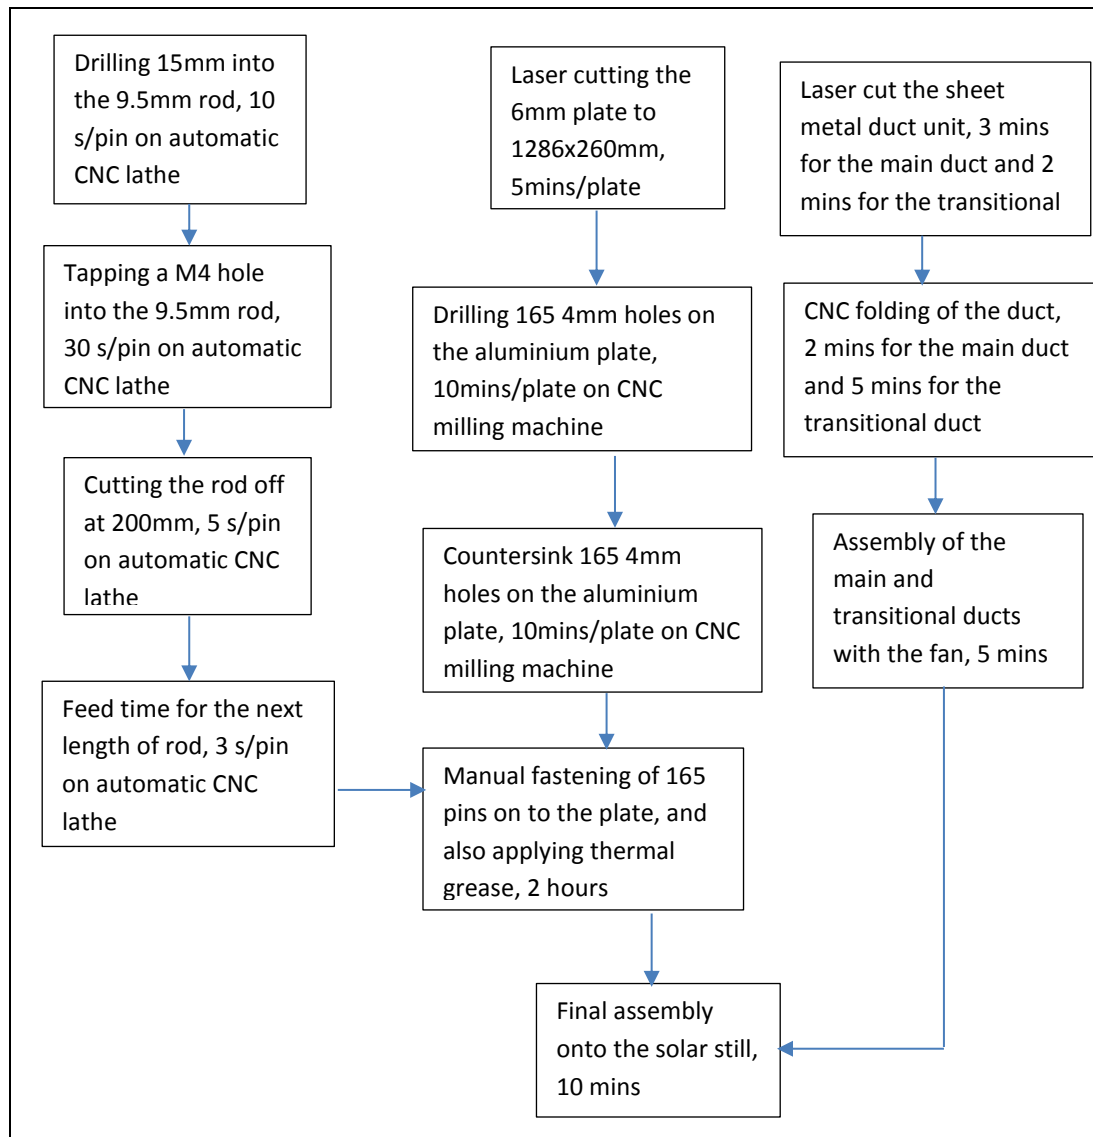 Drilling 15mm into
the 9.5mm rod, 10
s/pin on automatic
CNC lathe
Tapping a M4 hole
into the 9.5mm rod,
30 s/pin on automatic
CNC lathe
Cutting the rod off
at 200mm, 5 s/pin
on automatic CNC
lathe
Feed time for the next
length of rod, 3 s/pin
on automatic CNC
lathe
Laser cutting the
6mm plate to
1286x260mm,
5mins/plate
Drilling 165 4mm holes on
the aluminium plate,
10mins/plate on CNC
milling machine
Countersink 165 4mm
holes on the aluminium
plate, 10mins/plate on CNC
milling machine
Manual fastening of 165
pins on to the plate, and
also applying thermal
grease, 2 hours
Laser cut the sheet
metal duct unit, 3 mins
for the main duct and 2
mins for the transitional
CNC folding of the duct,
2 mins for the main duct
and 5 mins for the
transitional duct
Assembly of the
main and
transitional ducts
with the fan, 5 mins
Final assembly
onto the solar still,
10 mins